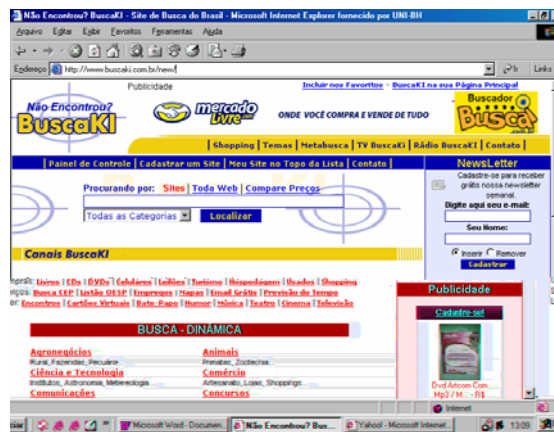 Não Encontrou? BuscaKI - Site de Busca do Brasil - Microsoft Internet Explorer fornecido por UNI-BH
Arquivo Editar Exibir Favoritos Ferramentas Ajuda
Endereço http://www.buscaki.com.br/new/ Ir Links
Publicidade
Incluir nos Favoritos - BuscaKI na sua Página Principal
Não Encontrou?
BuscaKI
mercado
Livre
ONDE VOCÊ COMPRA E VENDE DE TUDO
Buscador
Busca
| Shopping | Temas | Metabusca | TV BuscaKi | Rádio BuscaKI | Contato |
| Painel de Controle | Cadastrar um Site | Meu Site no Topo da Lista | Contato |
NewsLetter
Cadastre-se para receber
grátis nossa newsletter
semanal.
Digite aqui seu e-mail:
Seu Nome:
Inserir Remover
Cadastrar
Procurando por: Sites | Toda Web | Compare Preços
Todas as Categorias Localizar
Canais BuscaKI
Livros | CDs | DVDs | Celulares | Leilões | Turismo | Hospedagem | Usados | Shopping
Busca CEP | Listão OESP | Empregos | Mapas | Email Grátis | Previsão do Tempo
Encontros | Cartões Virtuais | Bate-Papo | Humor | Música | Teatro | Cinema | Televisão
BUSCA - DINÂMICA
Agronegócios Animais
Rural, Fazendas, Pecuária Primatas, Zootecnia
Ciência e Tecnologia Comércio
Institutos, Astronomia, Metereologia Artesanato, Lojas, Shoppings
Comunicações Concursos
Publicidade
Cadastre-se!
Dvd Artcom Com
Mp3 / M... - R$
Internet
Microsoft Word - Documen... Não Encontrou? Bus... Yahoo! - Microsoft Internet... 13:09